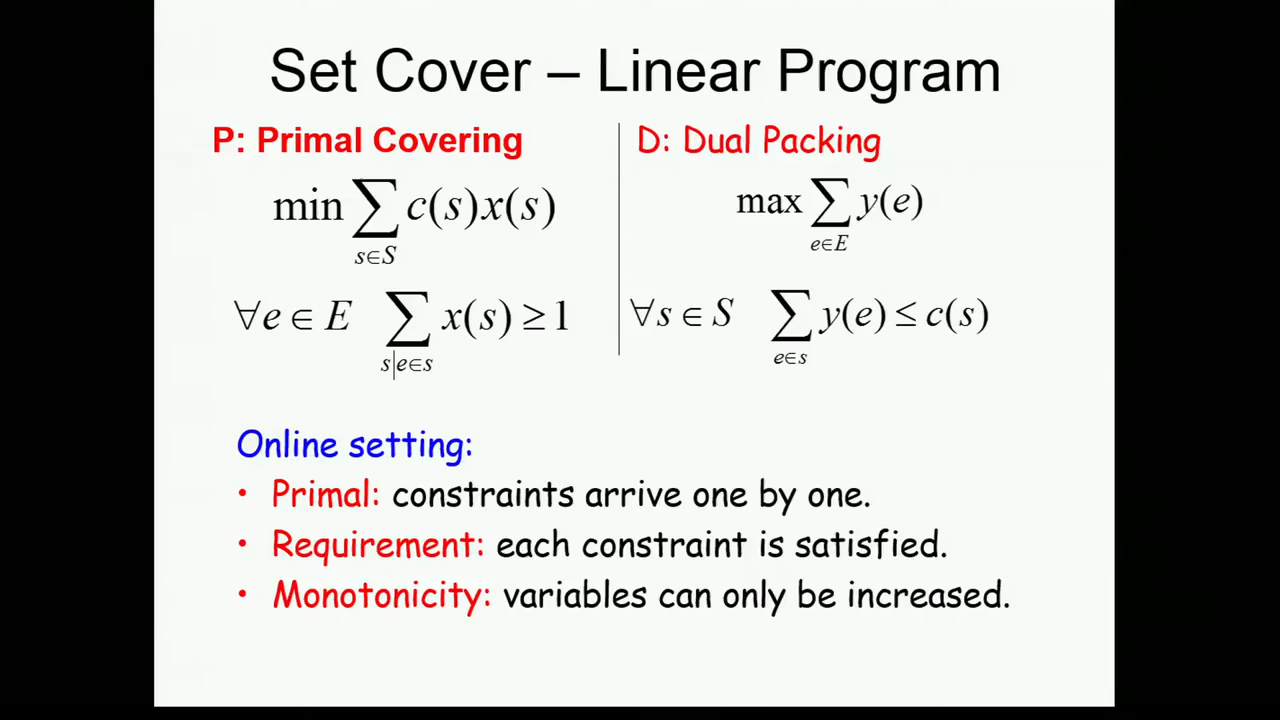 Set Cover – Linear Program
P: Primal Covering
min ∑ c(s)x(s)
s∈S
∀e ∈ E ∑ x(s) ≥ 1
s|e∈s
D: Dual Packing
max ∑ y(e)
e∈E
∀s ∈ S ∑ y(e) ≤ c(s)
e∈s
Online setting:
• Primal: constraints arrive one by one.
• Requirement: each constraint is satisfied.
• Monotonicity: variables can only be increased.